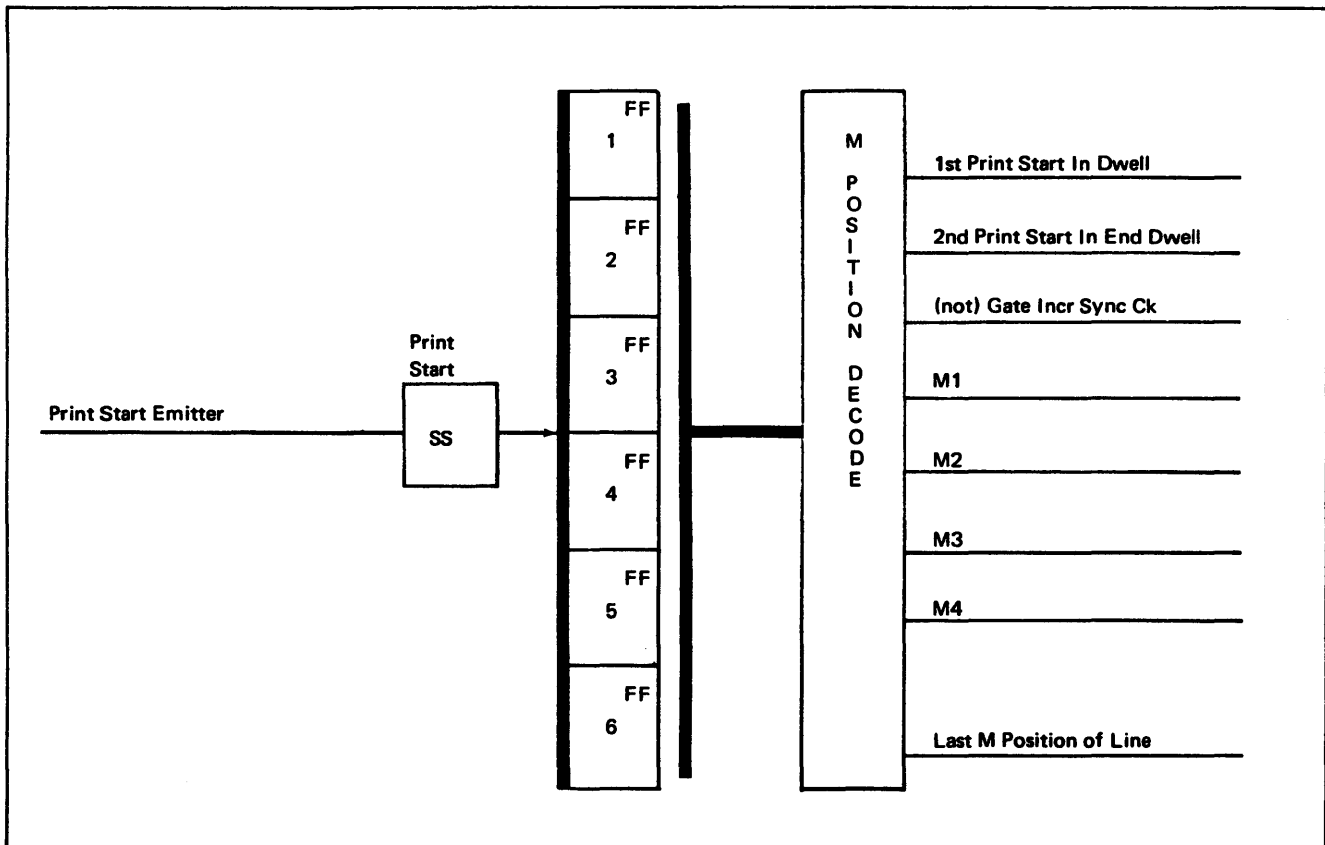 Print Start Emitter
Print
Start
SS
FF
1
FF
2
FF
3
FF
4
FF
5
FF
6
M POSITION DECODE
1st Print Start In Dwell
2nd Print Start In End Dwell
(not) Gate Incr Sync Ck
M1
M2
M3
M4
Last M Position of Line